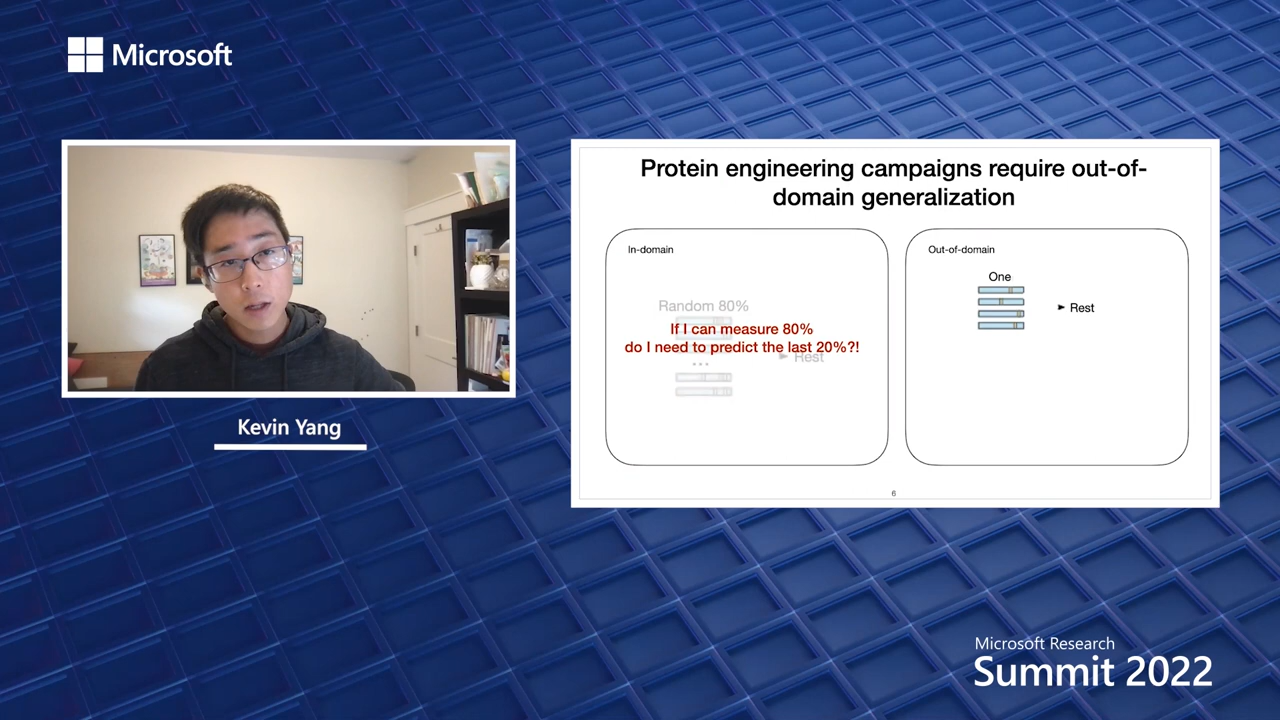 Microsoft
Kevin Yang
Protein engineering campaigns require out-of-
domain generalization
In-domain
Random 80%
If I can measure 80%
do I need to predict the last 20%?!
Rest
...
Out-of-domain
One
Rest
6
Microsoft Research
Summit 2022